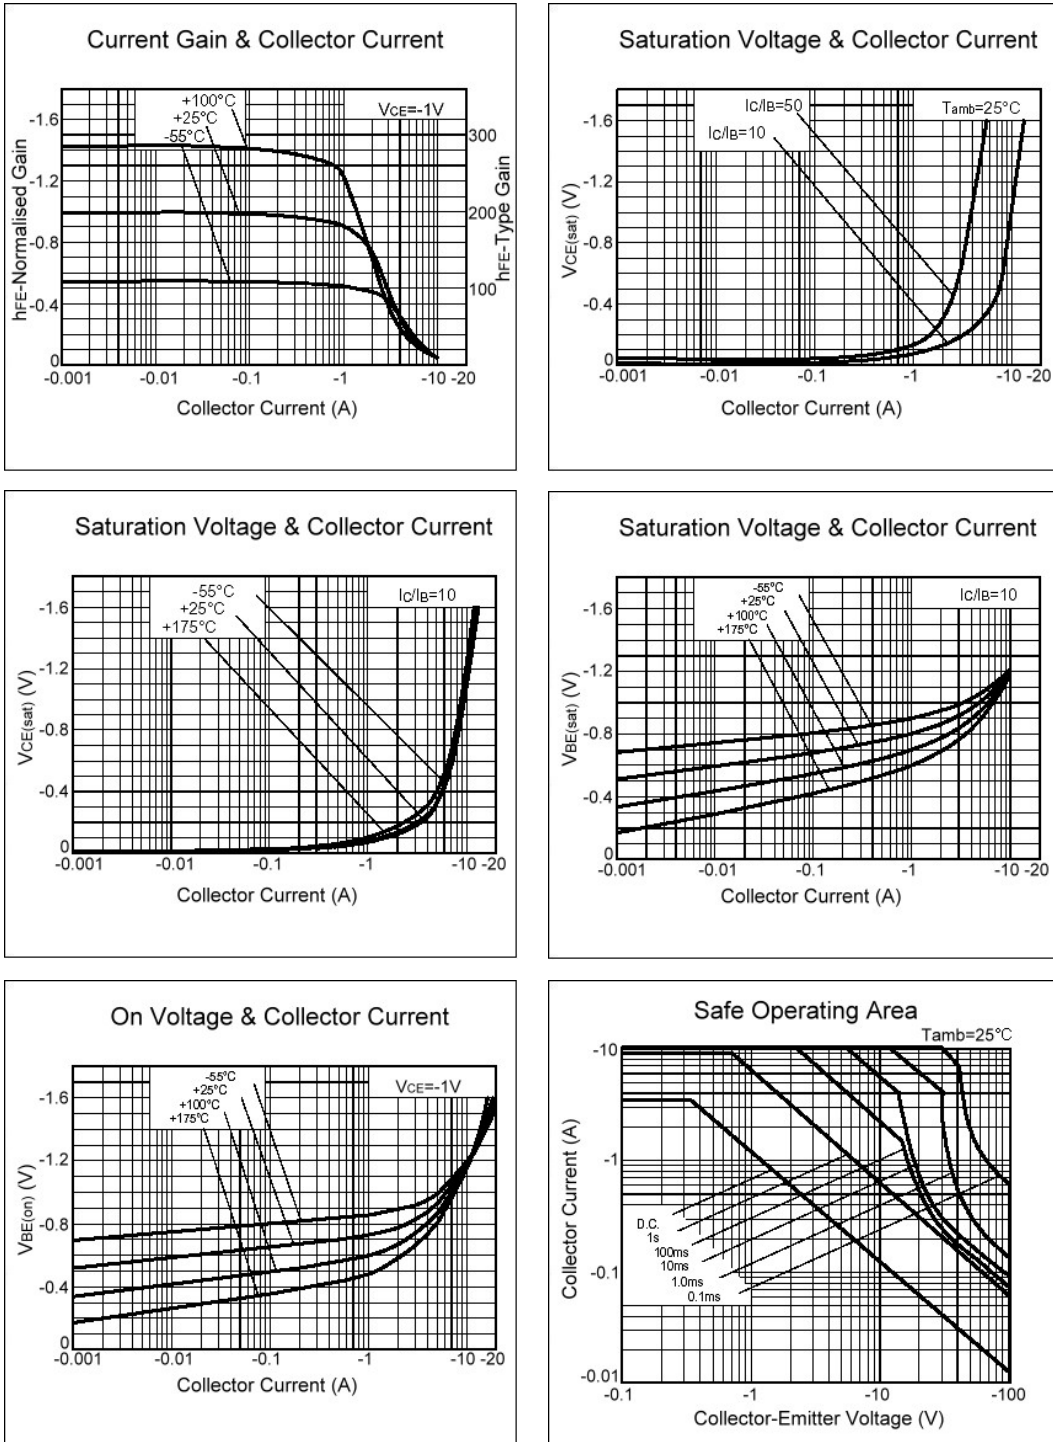 Current Gain & Collector Current
+100°C
+25°C
-55°C
VCE=-1V
-1.6
-1.2
-0.8
-0.4
0
300
200
100
hFE-Normalised Gain
hFE-Type Gain
-0.001
-0.01
-0.1
-1
-10 -20
Collector Current (A)
Saturation Voltage & Collector Current
IC/IB=50
IC/IB=10
Tamb=25°C
-1.6
-1.2
-0.8
-0.4
0
VCE(sat) (V)
-0.001
-0.01
-0.1
-1
-10 -20
Collector Current (A)
Saturation Voltage & Collector Current
-55°C
+25°C
+175°C
IC/IB=10
-1.6
-1.2
-0.8
-0.4
0
VCE(sat) (V)
-0.001
-0.01
-0.1
-1
-10 -20
Collector Current (A)
Saturation Voltage & Collector Current
-55°C
+25°C
+100°C
+175°C
IC/IB=10
-1.6
-1.2
-0.8
-0.4
0
VBE(sat) (V)
-0.001
-0.01
-0.1
-1
-10 -20
Collector Current (A)
On Voltage & Collector Current
-55°C
+25°C
+100°C
+175°C
VCE=-1V
-1.6
-1.2
-0.8
-0.4
0
VBE(on) (V)
-0.001
-0.01
-0.1
-1
-10 -20
Collector Current (A)
Safe Operating Area
Tamb=25°C
-10
-1
-0.1
-0.01
Collector Current (A)
D.C.
1s
100ms
10ms
1.0ms
0.1ms
-0.1
-1
-10
-100
Collector-Emitter Voltage (V)